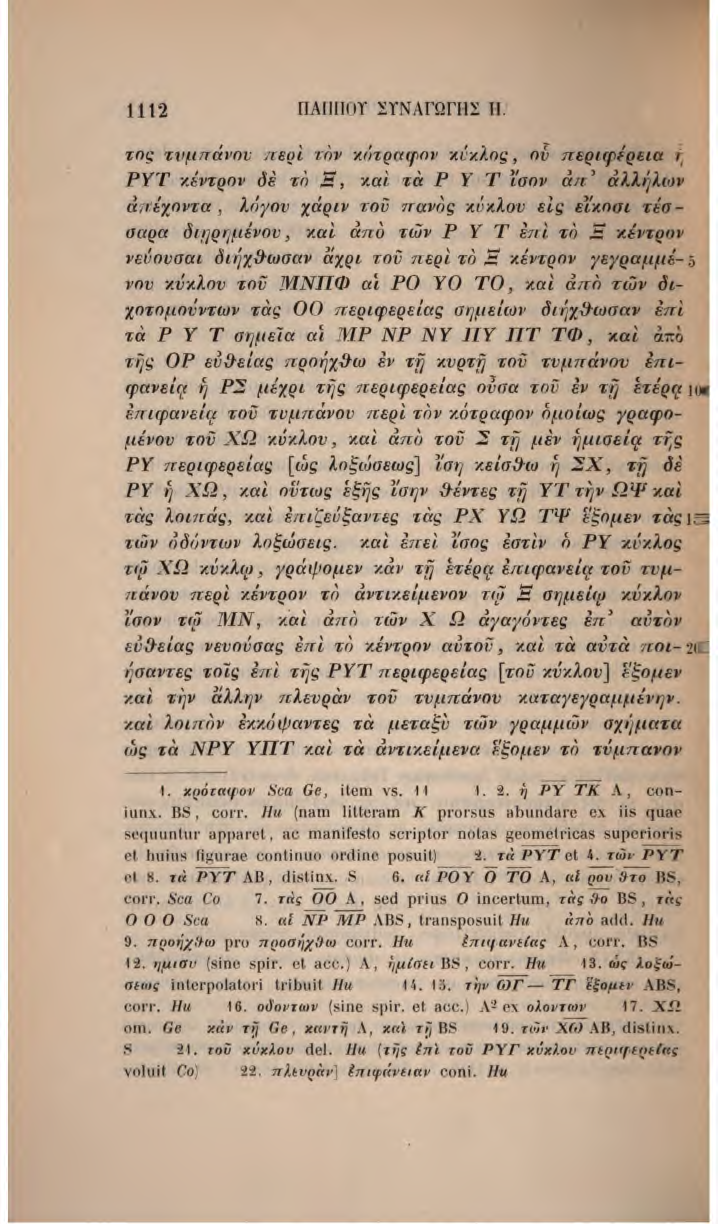 1112 ΠΑΠΠΟΥ ΣΥΝΑΓΩΓΗΣ Η.
τος τυμπάνου περὶ τὸν κότραφον κύκλος, οὗ περιφέρεια ἡ
ΡΥΤ κέντρον δὲ τὸ Ξ, καὶ τὰ Ρ Υ Τ ἴσον ἀπ᾽ ἀλλήλων
ἀπέχοντα, λόγου χάριν τοῦ πανὸς κύκλου εἰς εἴκοσι τέσ-
σαρα διῃρημένου, καὶ ἀπὸ τῶν Ρ Υ Τ ἐπὶ τὸ Ξ κέντρον
νεύουσαι διήχθωσαν ἄχρι τοῦ περὶ τὸ Ξ κέντρον γεγραμμέ- 5
νου κύκλου τοῦ ΜΝΠΦ αἱ ΡΟ ΥΟ ΤΟ, καὶ ἀπὸ τῶν δι-
χοτομούντων τὰς ΟΟ περιφερείας σημείων διήχθωσαν ἐπὶ
τὰ Ρ Υ Τ σημεῖα αἱ ΜΡ ΝΡ ΝΥ ΠΥ ΠΤ ΤΦ, καὶ ἀπὸ
τῆς ΟΡ εὐθείας προήχθω ἐν τῇ κυρτῇ τοῦ τυμπάνου ἐπι-
φανείᾳ ἡ ΡΣ μέχρι τῆς περιφερείας οὖσα τοῦ ἐν τῇ ἑτέρᾳ 10
ἐπιφανείᾳ τοῦ τυμπάνου περὶ τὸν κότραφον ὁμοίως γραφο-
μένου τοῦ ΧΩ κύκλου, καὶ ἀπὸ τοῦ Σ τῇ μὲν ἡμισείᾳ τῆς
ΡΥ περιφερείας [ὡς λοξώσεως] ἴση κείσθω ἡ ΣΧ, τῇ δὲ
ΡΥ ἡ ΧΩ, καὶ οὕτως ἑξῆς ἴσην θέντες τῇ ΥΤ τὴν ΩΨ καὶ
τὰς λοιπάς, καὶ ἐπιζεύξαντες τὰς ΡΧ ΥΩ ΤΨ ἕξομεν τὰς 15
τῶν ὀδόντων λοξώσεις. καὶ ἐπεὶ ἴσος ἐστὶν ὁ ΡΥ κύκλος
τῷ ΧΩ κύκλῳ, γράψομεν κἀν τῇ ἑτέρᾳ ἐπιφανείᾳ τοῦ τυμ-
πάνου περὶ κέντρον τὸ ἀντικείμενον τῷ Ξ σημείῳ κύκλον
ἴσον τῷ ΜΝ, καὶ ἀπὸ τῶν Χ Ω ἀγαγόντες ἐπ᾽ αὐτὸν
εὐθείας νευούσας ἐπὶ τὸ κέντρον αὐτοῦ, καὶ τὰ αὐτὰ ποι- 20
ήσαντες τοῖς ἐπὶ τῆς ΡΥΤ περιφερείας [τοῦ κύκλου] ἕξομεν
καὶ τὴν ἄλλην πλευρὰν τοῦ τυμπάνου καταγεγραμμένην.
καὶ λοιπὸν ἐκκόψαντες τὰ μεταξὺ τῶν γραμμῶν σχήματα
ὡς τὰ ΝΡΥ ΥΠΤ καὶ τὰ ἀντικείμενα ἕξομεν τὸ τύμπανον
1. κρόταφον Sca Ge, item vs. 11 1. 2. ἡ ΡΥ ΤΚ A, con-
iunx. BS, corr. Hu (nam litteram K prorsus abundare ex iis quae
sequuntur apparet, ac manifesto scriptor notas geometricas superioris
et huius figurae continuo ordine posuit) 2. τὰ ΡΥΤ et 4. τῶν ΡΥΤ
et 8. τὰ ΡΥΤ AB, distinx. S 6. αἱ ΡΟΥ Ο ΤΟ A, αἱ ρου θτο BS,
corr. Sca Co 7. τὰς ΟΟ A, sed prius O incertum, τὰς θο BS, τὰς
Ο Ο Ο Sca 8. αἱ ΝΡ ΜΡ ABS, transposuit Hu ἀπὸ add. Hu
9. προήχθω pro προσήχθω corr. Hu ἐπιφανείας A, corr. BS
12. ημισυ (sine spir. et acc.) A, ἡμίσει BS, corr. Hu 13. ὡς λοξώ-
σεως interpolatori tribuit Hu 14. 15. τὴν ΩΓ — ΤΓ ἕξομεν ABS,
corr. Hu 16. οδοντων (sine spir. et acc.) A² ex ολοντων 17. ΧΩ
om. Ge κἀν τῇ Ge, καντῆ A, καὶ τῇ BS 19. τῶν ΧΩ AB, distinx.
S 21. τοῦ κύκλου del. Hu (τῆς ἐπὶ τοῦ ΡΥΓ κύκλου περιφερείας
voluit Co) 22. πλευρὰν] ἐπιφάνειαν coni. Hu